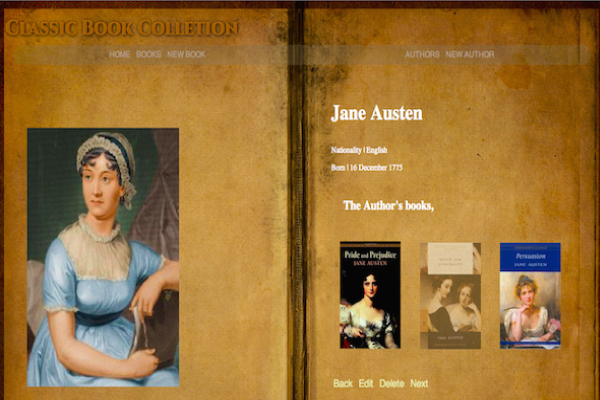 Classic Book Colletion
HOME BOOKS NEW BOOK
AUTHORS NEW AUTHOR
Jane Austen
Nationality | English
Born | 16 December 1775
The Author's books,
Pride and Prejudice
JANE AUSTEN
Persuasion
JANE AUSTEN
Back Edit Delete Next